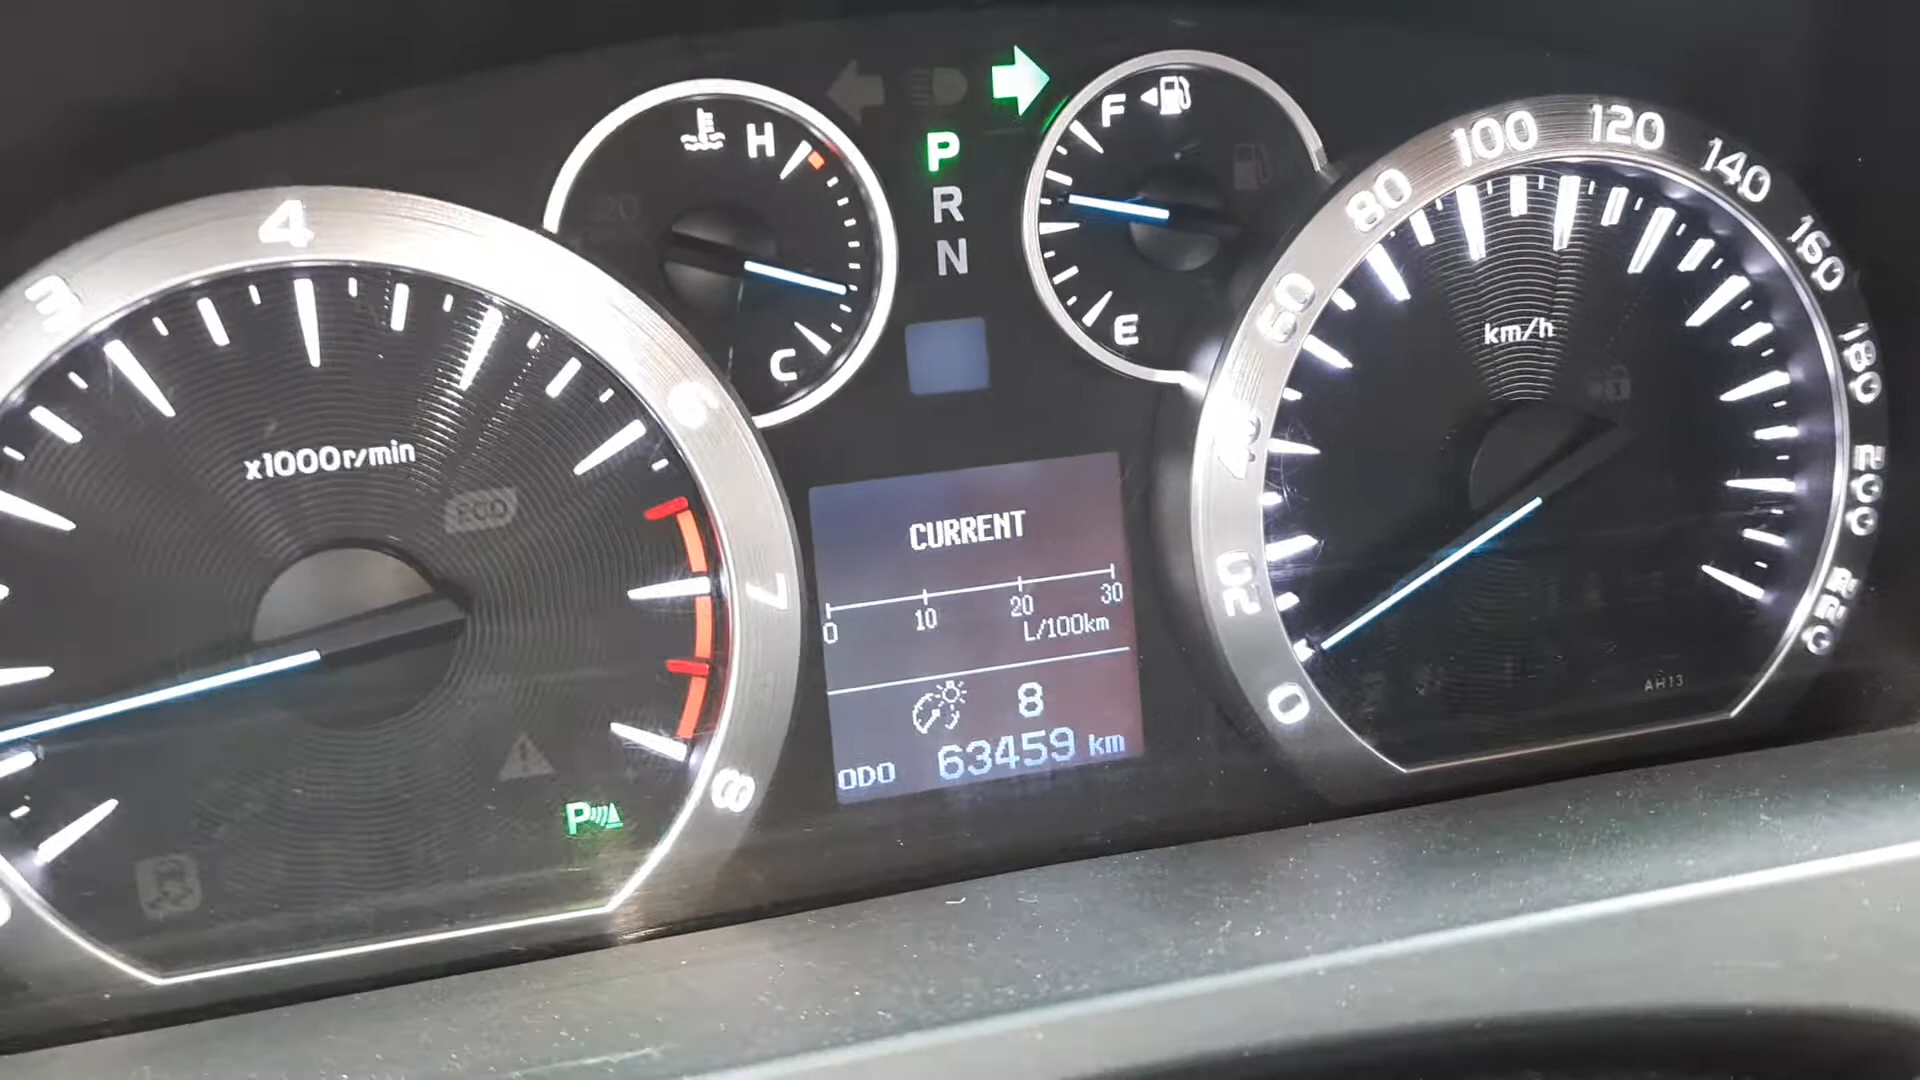 3
4
6
7
8
x1000r/min
ECO
H
C
P
R
N
F
E
CURRENT
0 10 20 30
L/100km
8
ODO 63459 km
P
0
20
60
80
100
120
140
160
180
200
220
km/h
AH13